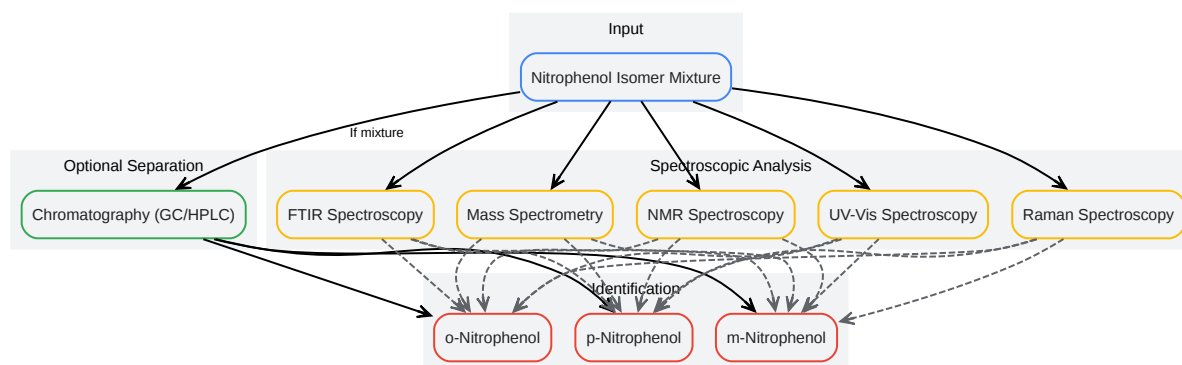 Input
Nitrophenol Isomer Mixture
If mixture
Optional Separation
Spectroscopic Analysis
Chromatography (GC/HPLC)
FTIR Spectroscopy
Mass Spectrometry
NMR Spectroscopy
UV-Vis Spectroscopy
Raman Spectroscopy
Identification
o-Nitrophenol
p-Nitrophenol
m-Nitrophenol